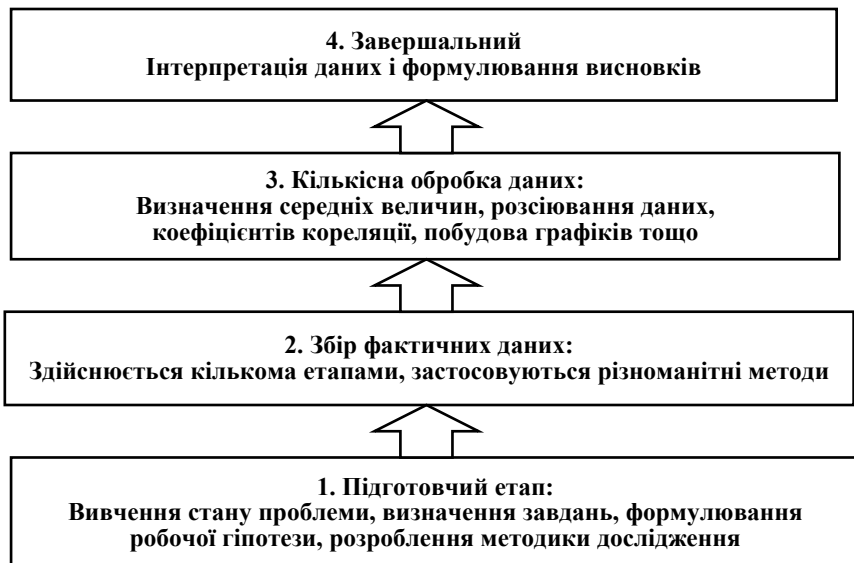 4. Завершальний
Інтерпретація даних і формулювання висновків
3. Кількісна обробка даних:
Визначення середніх величин, розсіювання даних,
коефіцієнтів кореляції, побудова графіків тощо
2. Збір фактичних даних:
Здійснюється кількома етапами, застосовуються різноманітні методи
1. Підготовчий етап:
Вивчення стану проблеми, визначення завдань, формулювання
робочої гіпотези, розроблення методики дослідження